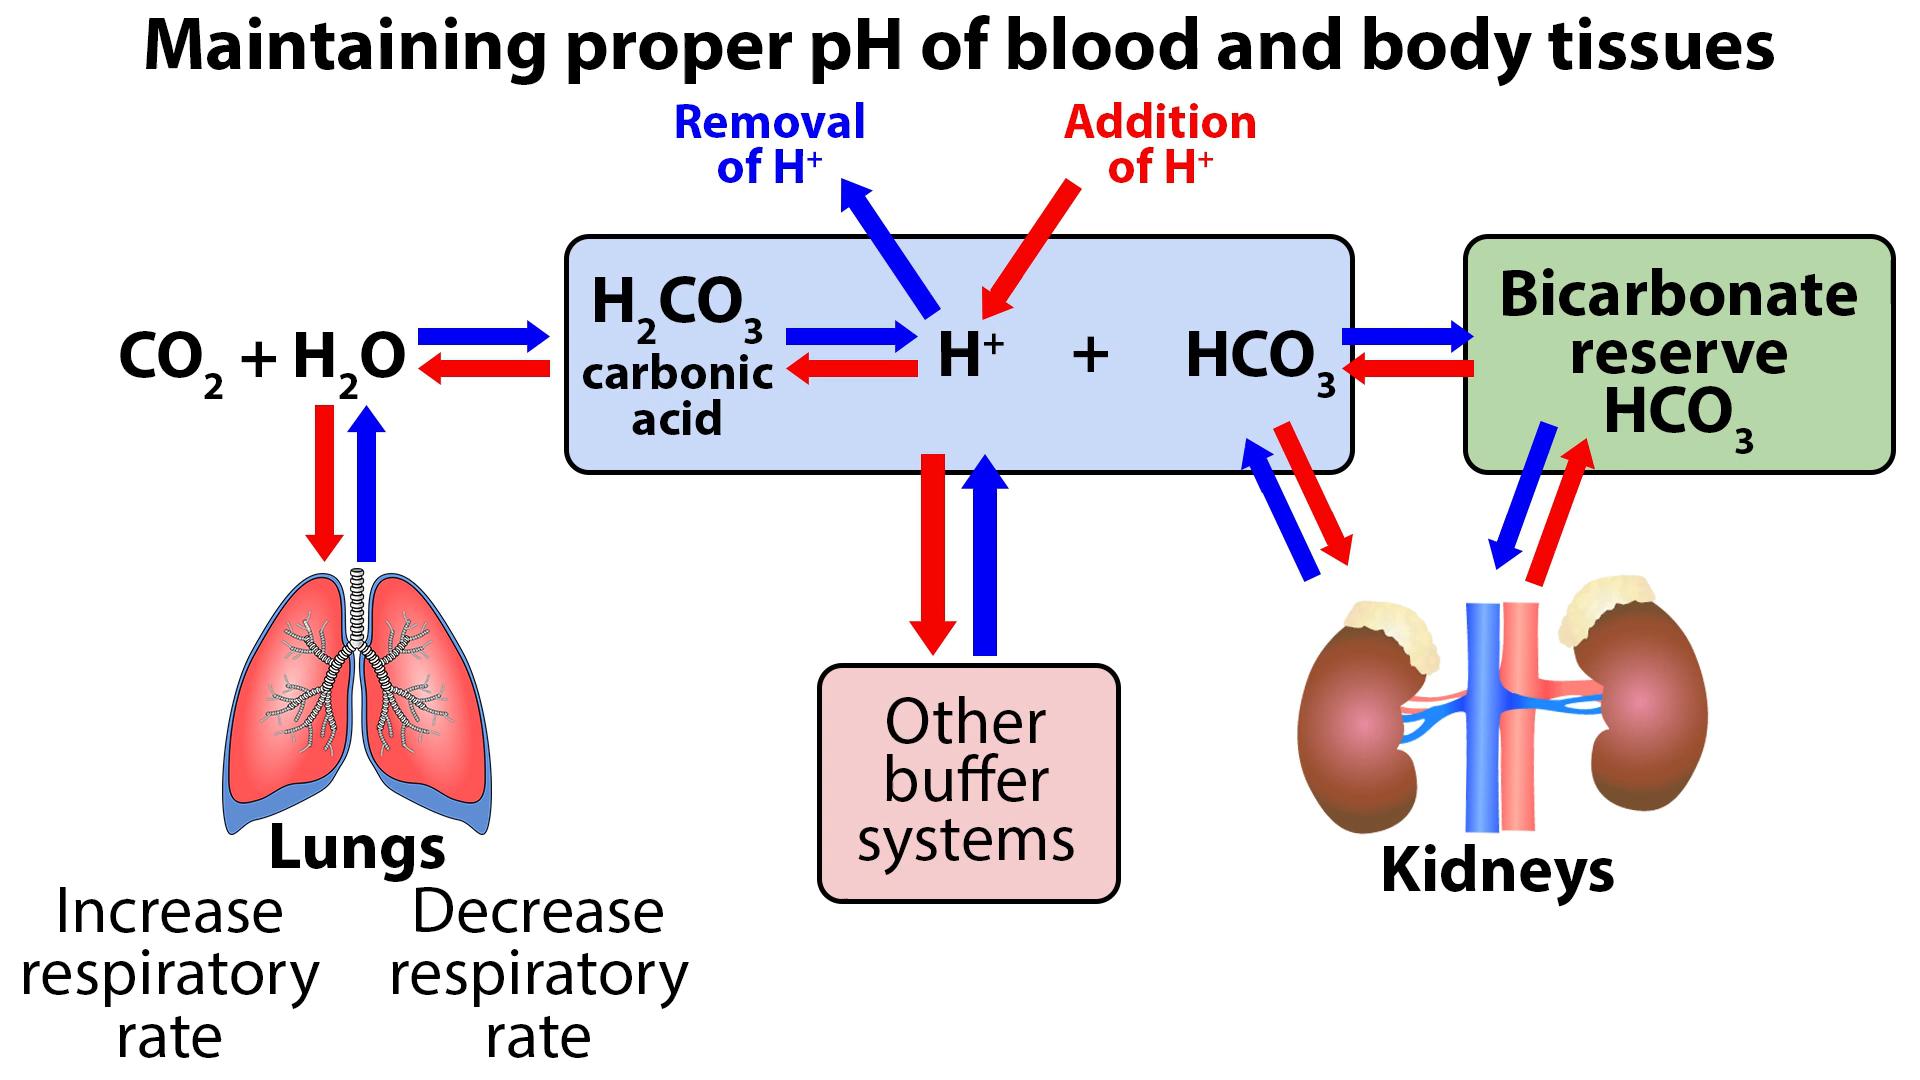 Maintaining proper pH of blood and body tissues
Removal
of H⁺
Addition
of H⁺
CO₂ + H₂O
H₂CO₃
carbonic
acid
H⁺ + HCO₃
Bicarbonate
reserve
HCO₃
Other
buffer
systems
Lungs
Increase
respiratory
rate
Decrease
respiratory
rate
Kidneys